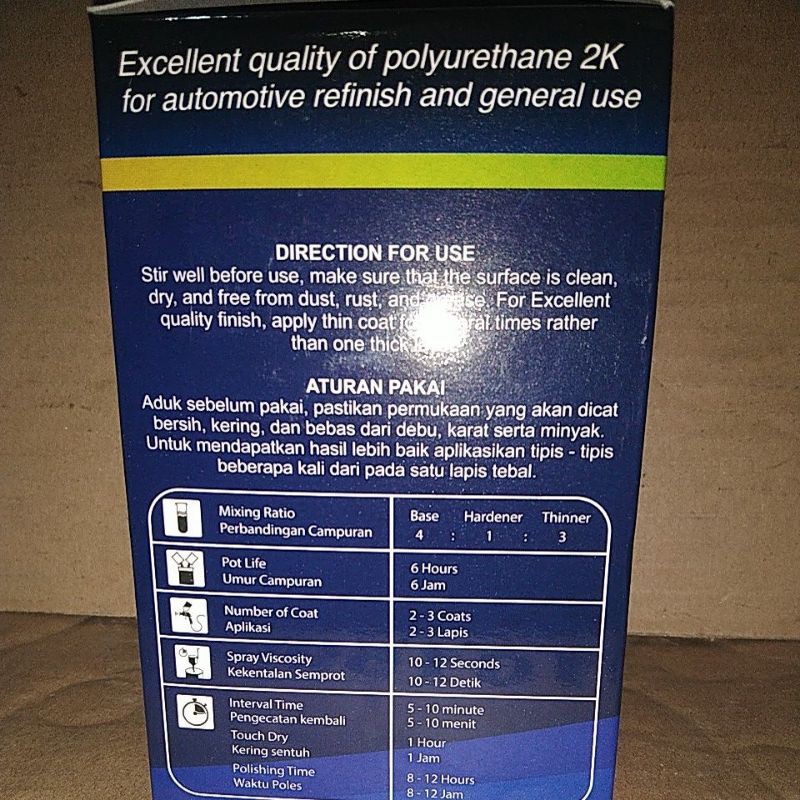 Excellent quality of polyurethane 2K
for automotive refinish and general use
DIRECTION FOR USE
Stir well before use, make sure that the surface is clean,
dry, and free from dust, rust, and For Excellent
quality finish, apply thin coat times rather
than one thick
ATURAN PAKAI
Aduk sebelum pakai, pastikan permukaan yang akan dicat
bersih, kering, dan bebas dari debu, karat serta minyak.
Untuk mendapatkan hasil lebih baik aplikasikan tipis - tipis
beberapa kali dari pada satu lapis tebal.
Mixing Ratio
Perbandingan Campuran
Base Hardener Thinner
4 : 1 : 3
Pot Life
Umur Campuran
6 Hours
6 Jam
Number of Coat
Aplikasi
2 - 3 Coats
2 - 3 Lapis
Spray Viscosity
Kekentalan Semprot
10 - 12 Seconds
10 - 12 Detik
Interval Time
Pengecatan kembali
5 - 10 minute
5 - 10 menit
Touch Dry
Kering sentuh
1 Hour
1 Jam
Polishing Time
Waktu Poles
8 - 12 Hours
8 - 12 Jam